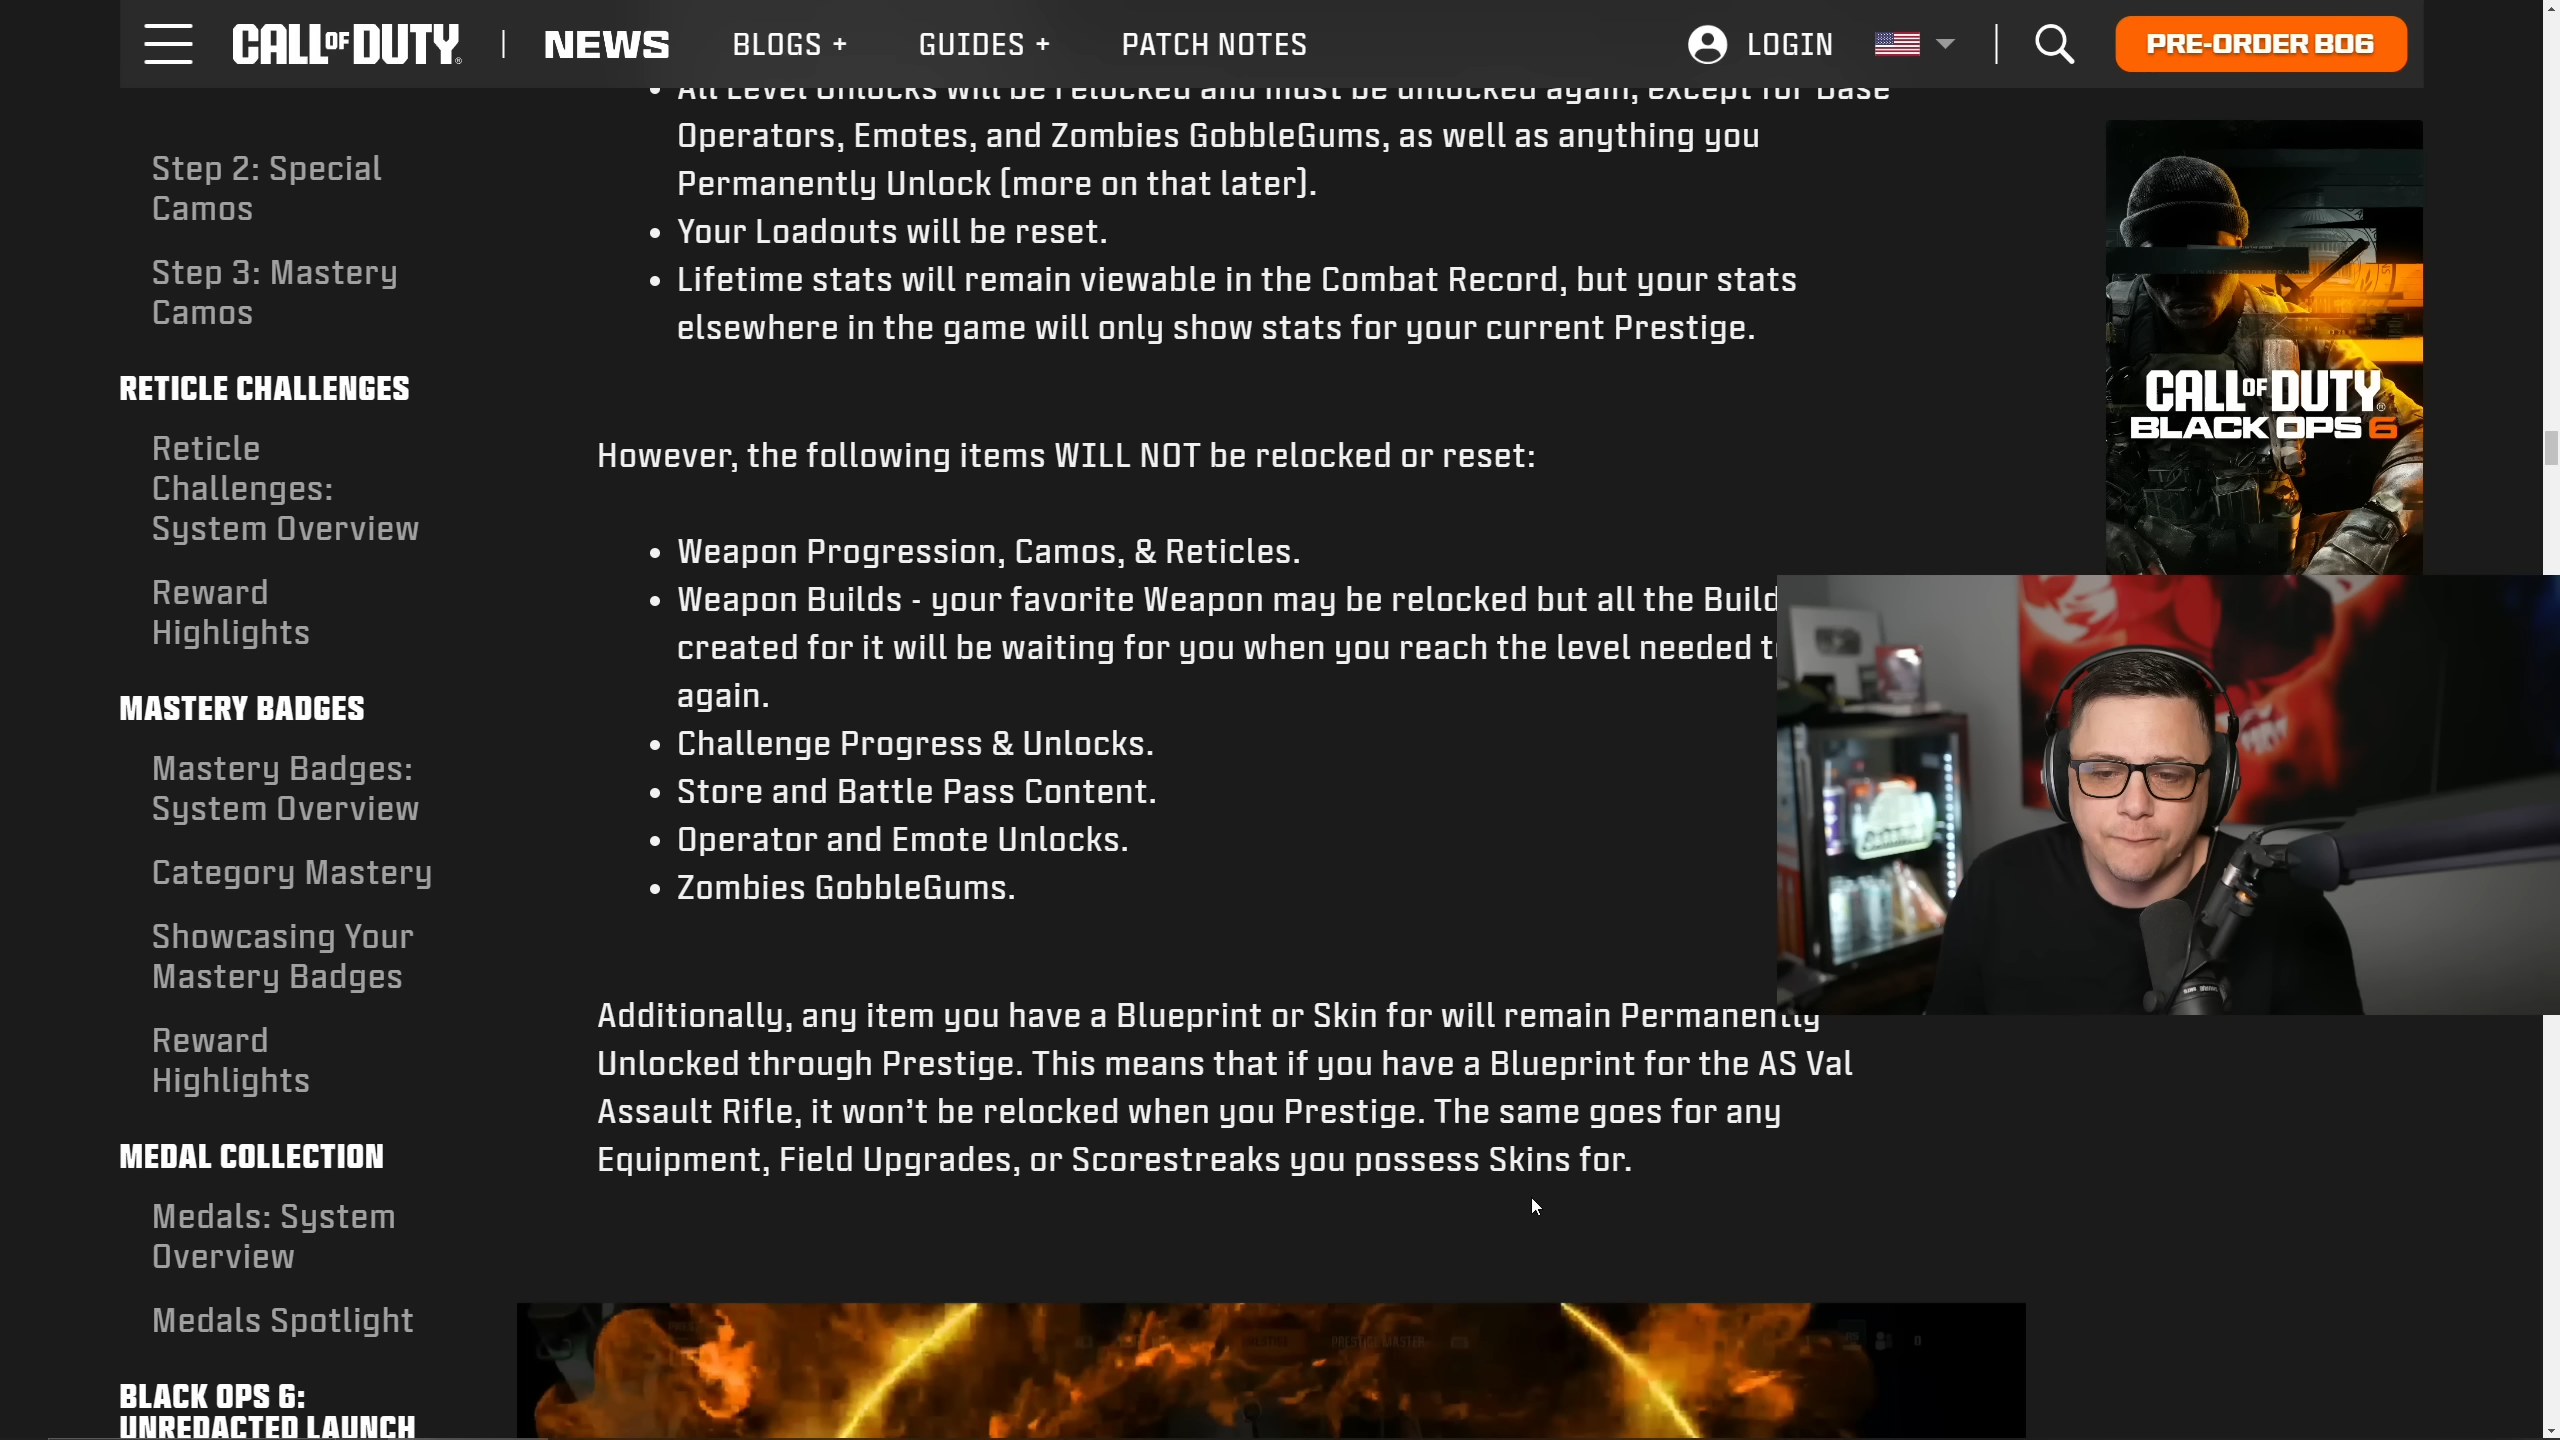 CALL OF DUTY | NEWS BLOGS + GUIDES + PATCH NOTES LOGIN PRE-ORDER BO6
Step 2: Special
Camos
Step 3: Mastery
Camos
RETICLE CHALLENGES
Reticle
Challenges:
System Overview
Reward
Highlights
MASTERY BADGES
Mastery Badges:
System Overview
Category Mastery
Showcasing Your
Mastery Badges
Reward
Highlights
MEDAL COLLECTION
Medals: System
Overview
Medals Spotlight
BLACK OPS 6:
UNREDACTED LAUNCH
• All Level Unlocks will be relocked and must be unlocked again, except for Base
Operators, Emotes, and Zombies GobbleGums, as well as anything you
Permanently Unlock (more on that later).
• Your Loadouts will be reset.
• Lifetime stats will remain viewable in the Combat Record, but your stats
elsewhere in the game will only show stats for your current Prestige.
However, the following items WILL NOT be relocked or reset:
• Weapon Progression, Camos, & Reticles.
• Weapon Builds - your favorite Weapon may be relocked but all the Build
created for it will be waiting for you when you reach the level needed
again.
• Challenge Progress & Unlocks.
• Store and Battle Pass Content.
• Operator and Emote Unlocks.
• Zombies GobbleGums.
Additionally, any item you have a Blueprint or Skin for will remain Permanently
Unlocked through Prestige. This means that if you have a Blueprint for the AS Val
Assault Rifle, it won’t be relocked when you Prestige. The same goes for any
Equipment, Field Upgrades, or Scorestreaks you possess Skins for.
PRESTIGE MASTER
CALL OF DUTY
BLACK OPS 6